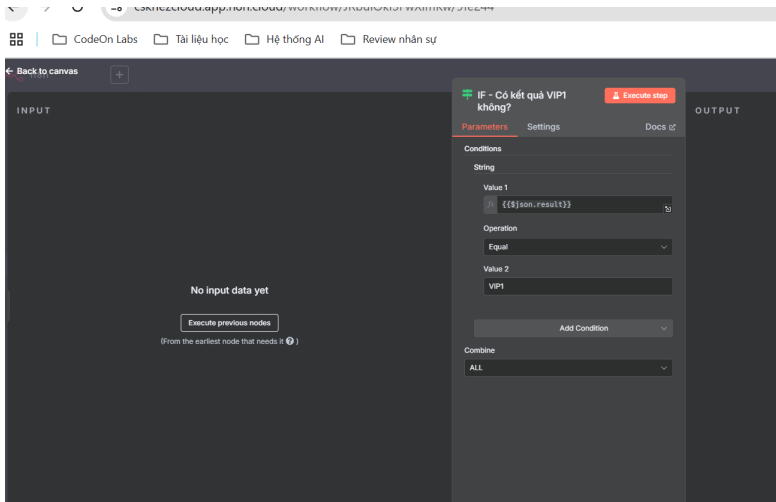 CodeOn Labs
Tài liệu học
Hệ thống AI
Review nhân sự
← Back to canvas
+
INPUT
IF - Có kết quả VIP1
không?
Execute step
OUTPUT
Parameters
Settings
Docs
Conditions
String
Value 1
fx {{$json.result}}
Operation
Equal
Value 2
VIP1
No input data yet
Execute previous nodes
(From the earliest node that needs it ? )
Add Condition
Combine
ALL